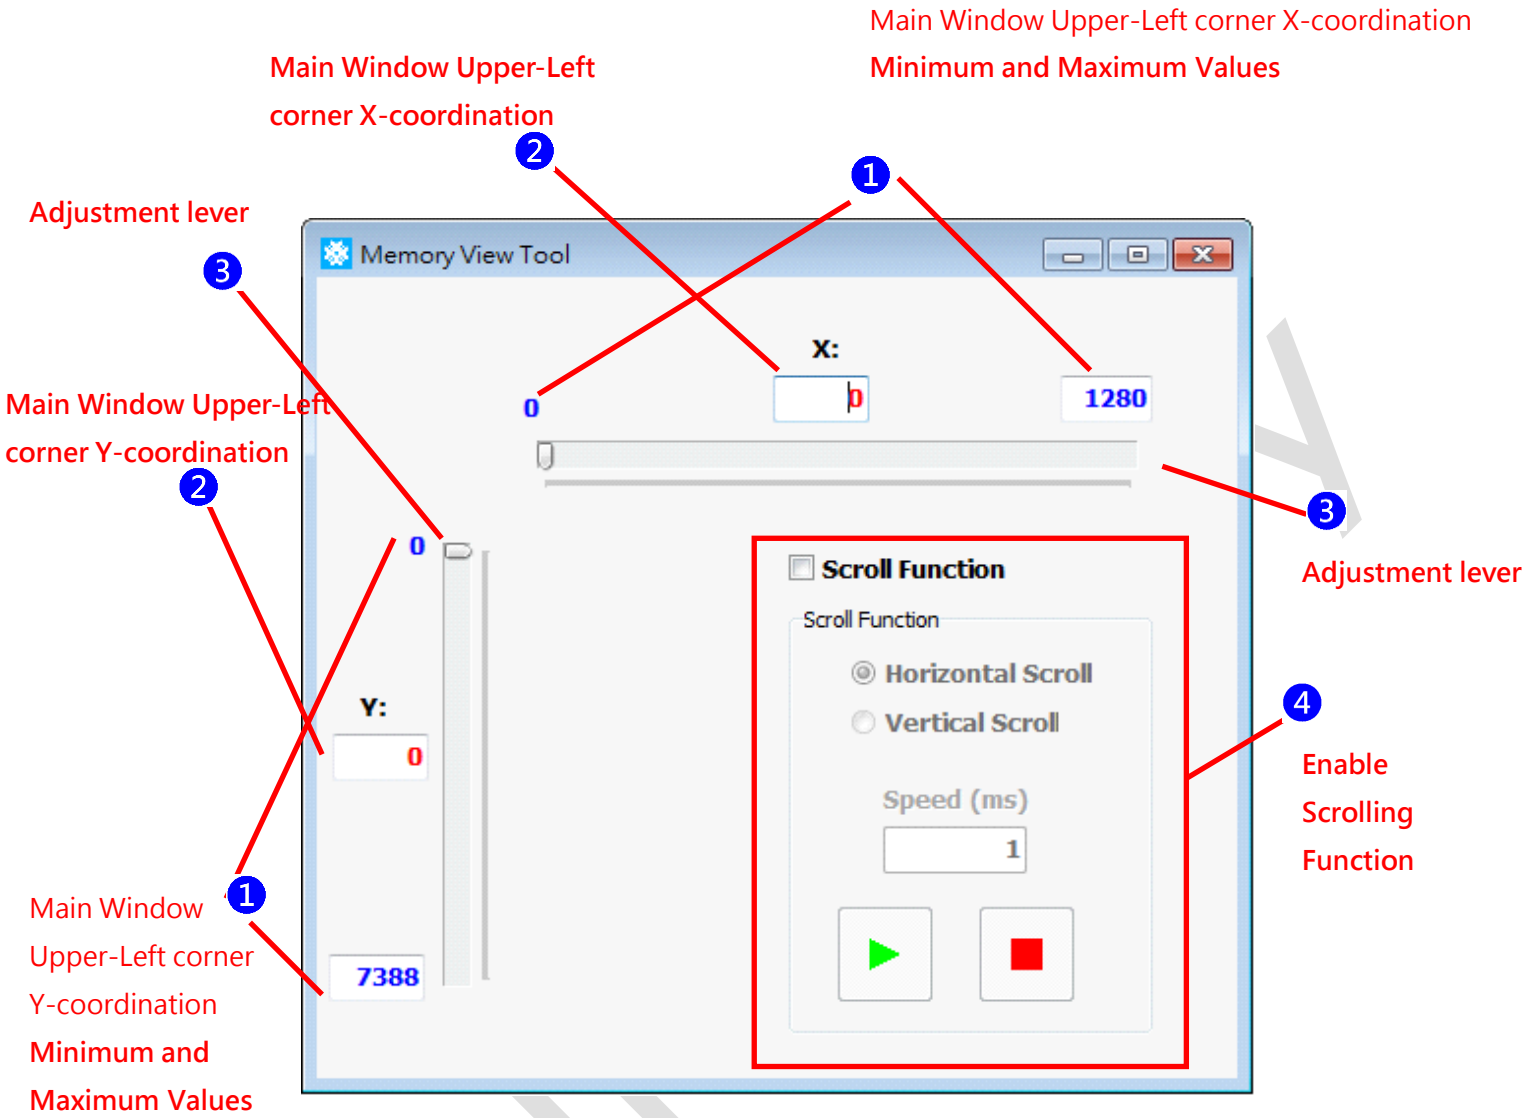 Main Window Upper-Left corner X-coordination
Minimum and Maximum Values
Main Window Upper-Left
corner X-coordination
2
1
Adjustment lever
3
Memory View Tool
X:
0
0
1280
Main Window Upper-Left
corner Y-coordination
2
3
Adjustment lever
0
Scroll Function
Scroll Function
Horizontal Scroll
Vertical Scroll
Y:
0
4
Enable
Scrolling
Function
Speed (ms)
1
1
Main Window
Upper-Left corner
Y-coordination
Minimum and
Maximum Values
7388